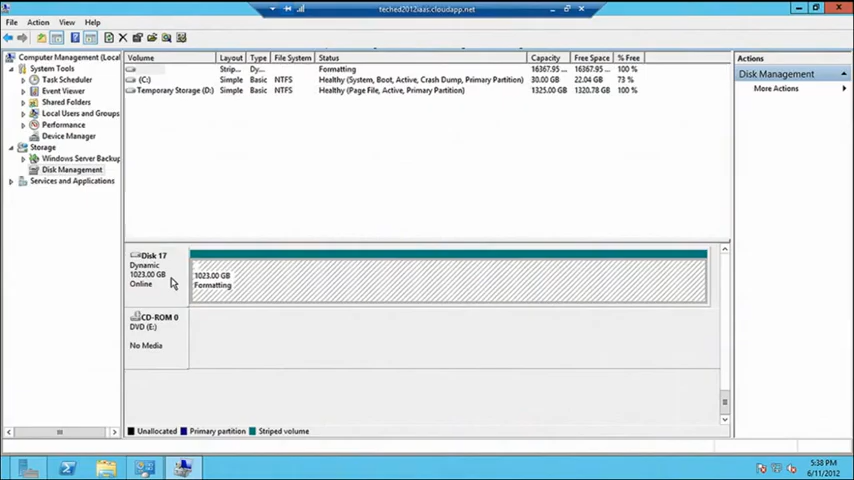 teched2012iaas.cloudapp.net
File Action View Help
Computer Management (Local
System Tools
Task Scheduler
Event Viewer
Shared Folders
Local Users and Groups
Performance
Device Manager
Storage
Windows Server Backup
Disk Management
Services and Applications
Volume Layout Type File System Status Capacity Free Space % Free
Strip... Dy... Formatting 16367.95 ... 16367.95 ... 100 %
(C:) Simple Basic NTFS Healthy (System, Boot, Active, Crash Dump, Primary Partition) 30.00 GB 22.04 GB 73 %
Temporary Storage (D:) Simple Basic NTFS Healthy (Page File, Active, Primary Partition) 1325.00 GB 1320.78 GB 100 %
Disk 17
Dynamic
1023.00 GB
Online
1023.00 GB
Formatting
CD-ROM 0
DVD (E:)
No Media
Unallocated Primary partition Striped volume
Actions
Disk Management
More Actions
5:38 PM
6/11/2012